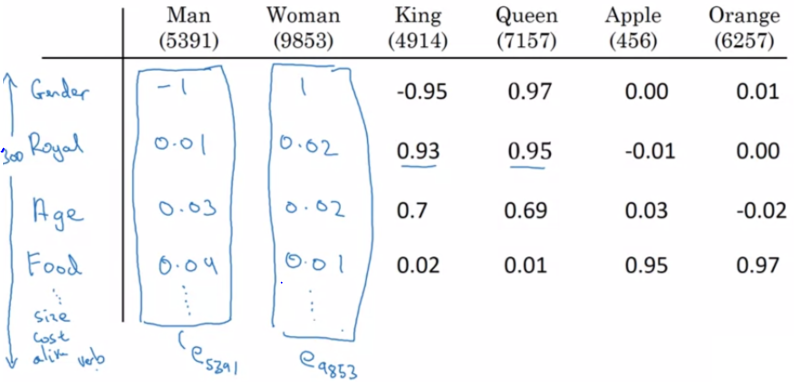 Man Woman King Queen Apple Orange
(5391) (9853) (4914) (7157) (456) (6257)
Gender -1 1 -0.95 0.97 0.00 0.01
300 Royal 0.01 0.02 0.93 0.95 -0.01 0.00
Age 0.03 0.02 0.7 0.69 0.03 -0.02
Food 0.04 0.01 0.02 0.01 0.95 0.97
size
cost
alive verb
e5391 e9853